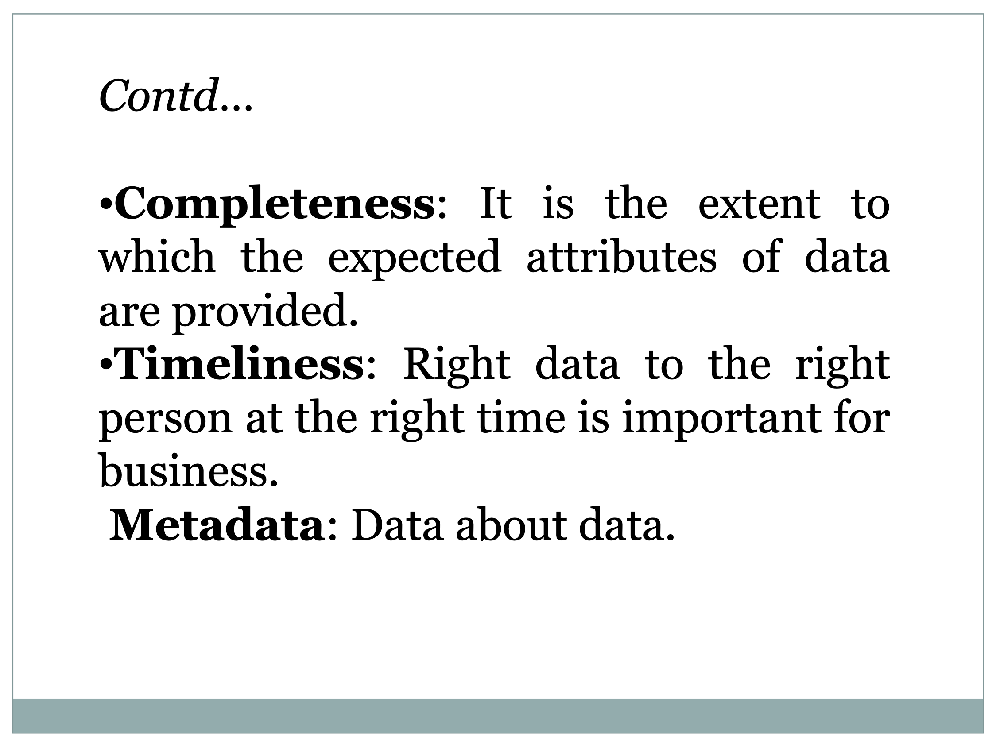 Contd...
•Completeness: It is the extent to
which the expected attributes of data
are provided.
•Timeliness: Right data to the right
person at the right time is important for
business.
Metadata: Data about data.